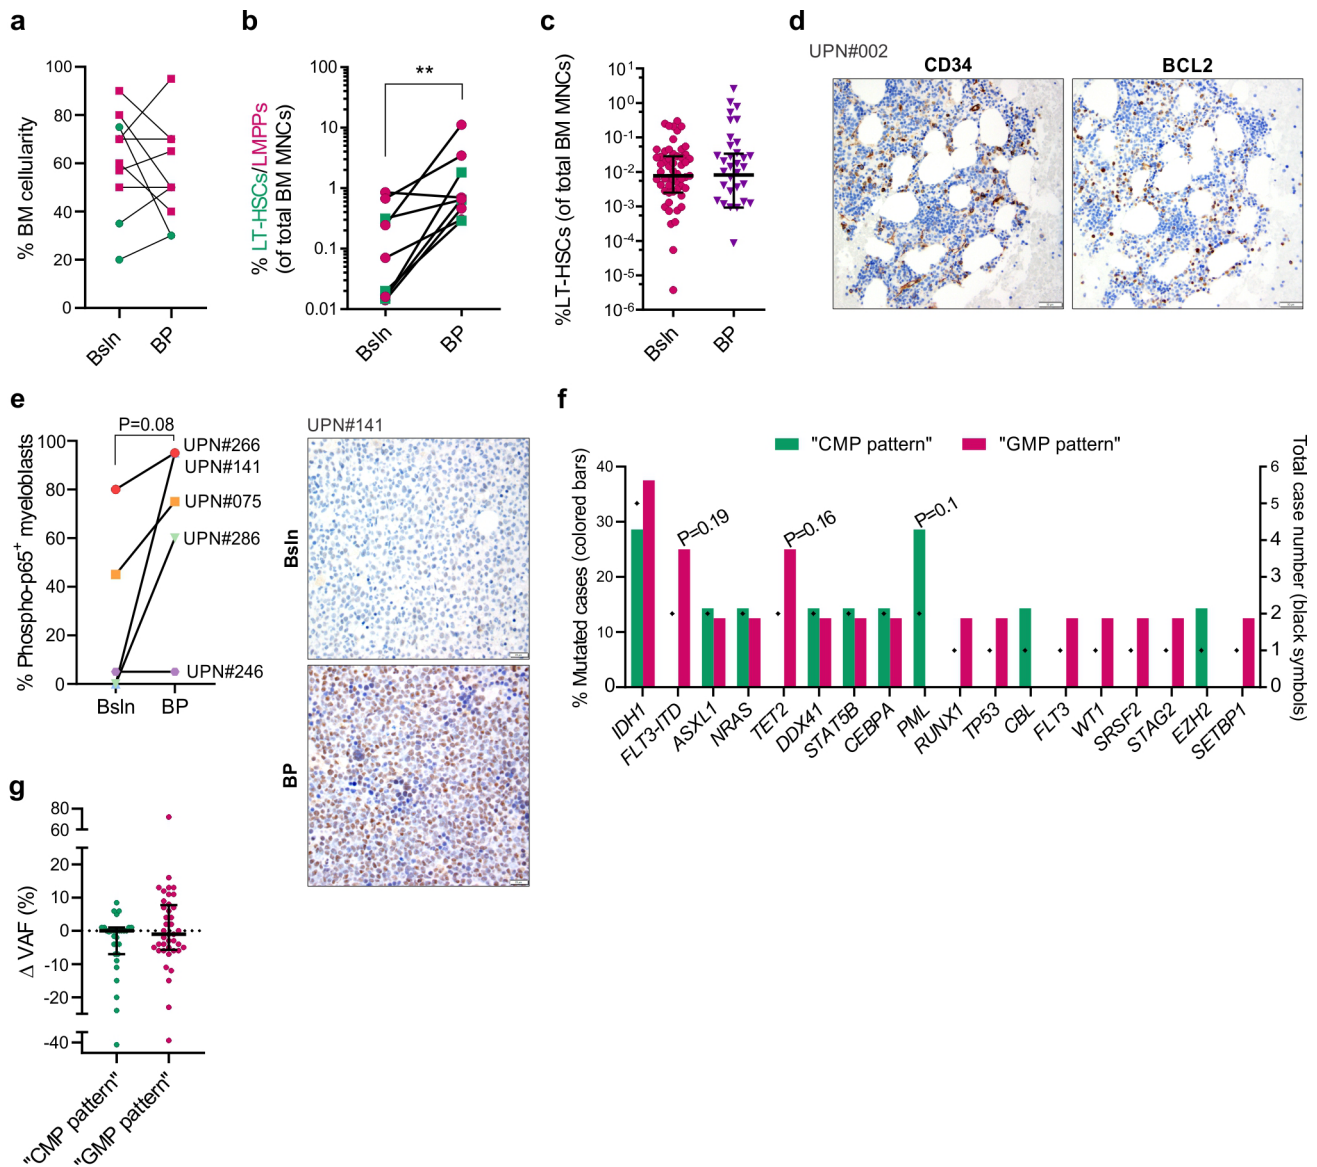 a
% BM cellularity
100
80
60
40
20
0
Bsln
BP
b
% LT-HSCs/LMPPs
(of total BM MNCs)
100
10
1
0.1
0.01
**
Bsln
BP
c
%LT-HSCs (of total BM MNCs)
10¹
10⁰
10⁻¹
10⁻²
10⁻³
10⁻⁴
10⁻⁵
10⁻⁶
Bsln
BP
d
UPN#002
CD34
BCL2
e
% Phospho-p65⁺ myeloblasts
P=0.08
100
80
60
40
20
0
UPN#266
UPN#141
UPN#075
UPN#286
UPN#246
Bsln
BP
UPN#141
Bsln
BP
f
"CMP pattern"
"GMP pattern"
% Mutated cases (colored bars)
40
30
20
10
0
P=0.19
P=0.16
P=0.1
6
5
4
3
2
1
0
Total case number (black symbols)
IDH1
FLT3-ITD
ASXL1
NRAS
TET2
DDX41
STAT5B
CEBPA
PML
RUNX1
TP53
CBL
FLT3
WT1
SRSF2
STAG2
EZH2
SETBP1
g
Δ VAF (%)
80
60
20
10
0
-10
-20
-40
"CMP pattern"
"GMP pattern"